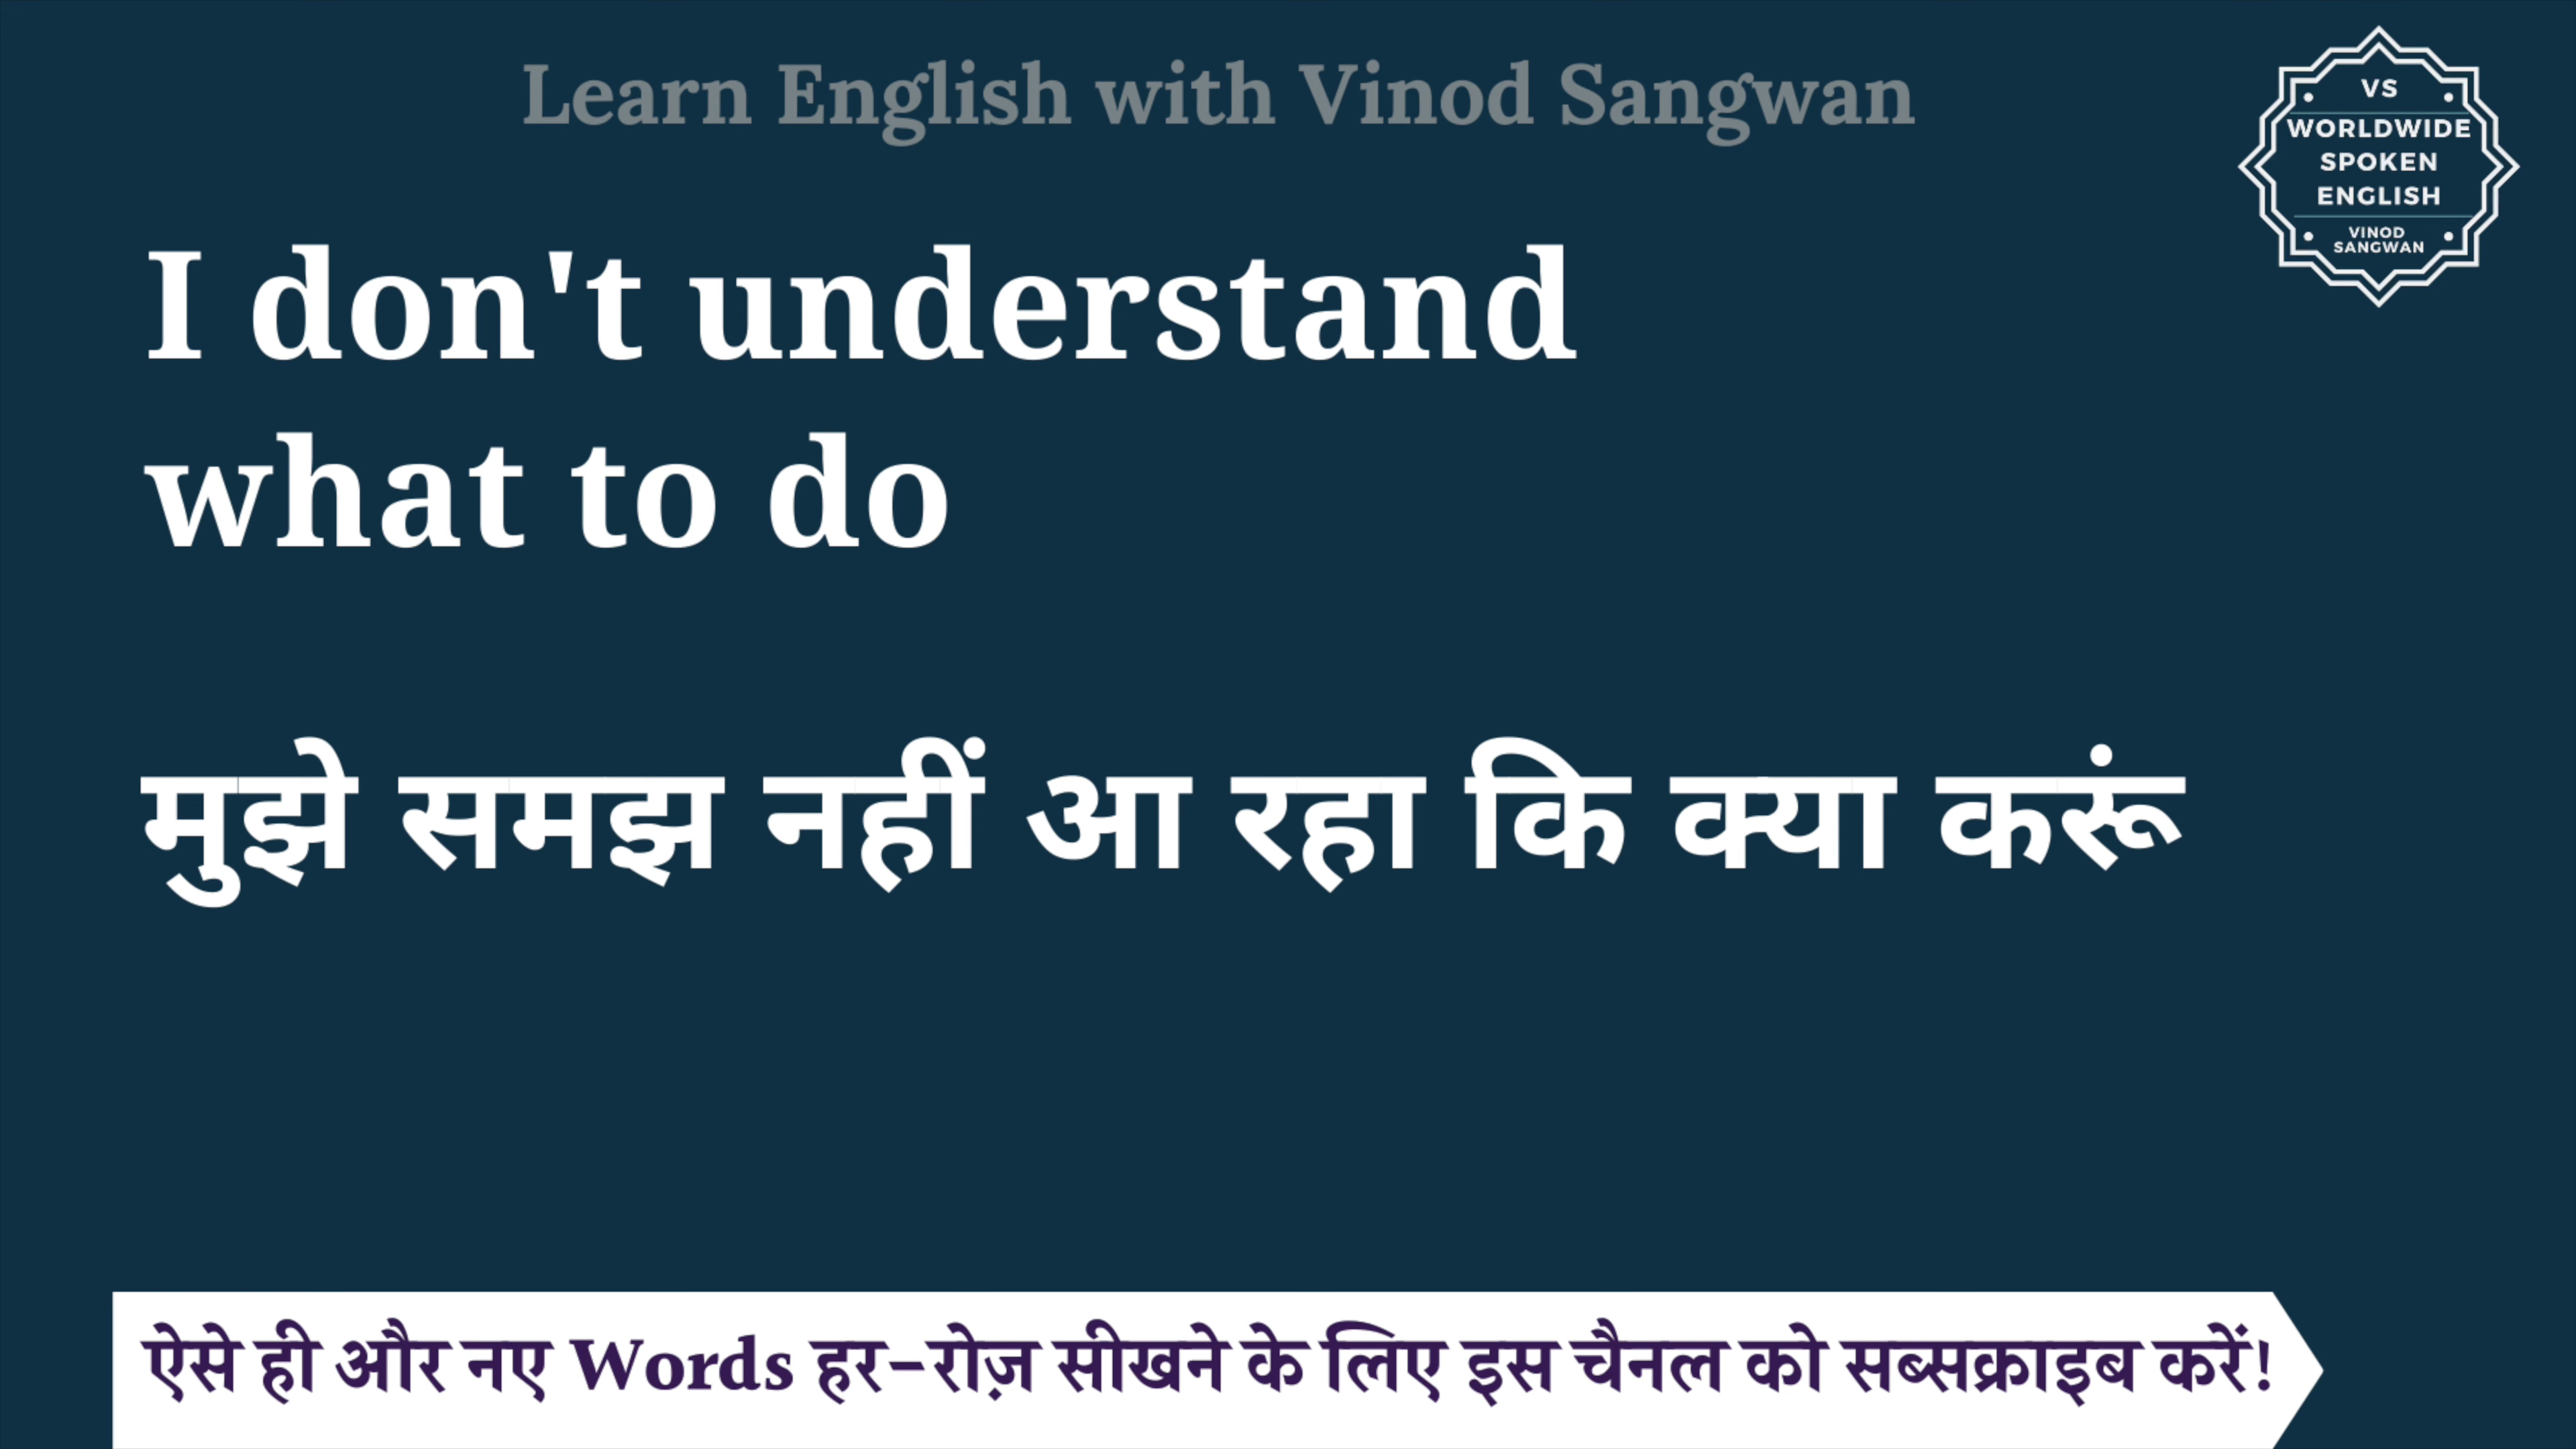 Learn English with Vinod Sangwan
VS
WORLDWIDE
SPOKEN
ENGLISH
VINOD
SANGWAN
I don't understand
what to do
मुझे समझ नहीं आ रहा कि क्या करूं
ऐसे ही और नए Words हर-रोज़ सीखने के लिए इस चैनल को सब्सक्राइब करें!